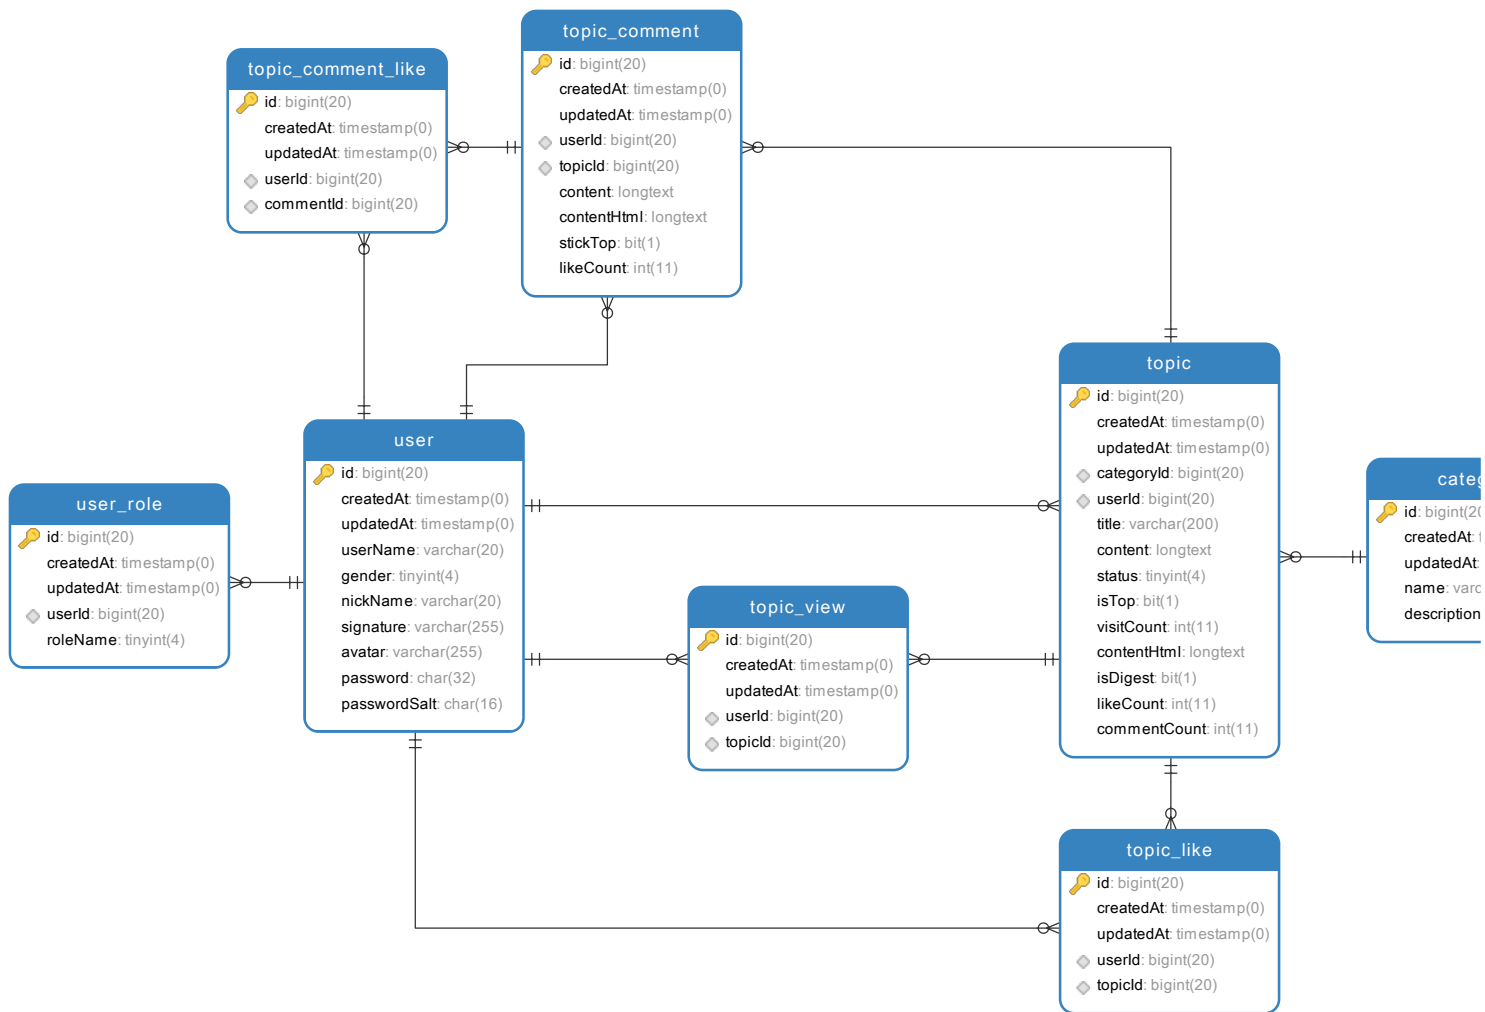 topic_comment
id: bigint(20)
createdAt: timestamp(0)
updatedAt: timestamp(0)
userId: bigint(20)
topicId: bigint(20)
content: longtext
contentHtml: longtext
stickTop: bit(1)
likeCount: int(11)
topic_comment_like
id: bigint(20)
createdAt: timestamp(0)
updatedAt: timestamp(0)
userId: bigint(20)
commentId: bigint(20)
topic
id: bigint(20)
createdAt: timestamp(0)
updatedAt: timestamp(0)
categoryId: bigint(20)
userId: bigint(20)
title: varchar(200)
content: longtext
status: tinyint(4)
isTop: bit(1)
visitCount: int(11)
contentHtml: longtext
isDigest: bit(1)
likeCount: int(11)
commentCount: int(11)
user
id: bigint(20)
createdAt: timestamp(0)
updatedAt: timestamp(0)
userName: varchar(20)
gender: tinyint(4)
nickName: varchar(20)
signature: varchar(255)
avatar: varchar(255)
password: char(32)
passwordSalt: char(16)
user_role
id: bigint(20)
createdAt: timestamp(0)
updatedAt: timestamp(0)
userId: bigint(20)
roleName: tinyint(4)
id: bigint(20
createdAt:
updatedAt:
name: varc
description
topic_view
id: bigint(20)
createdAt: timestamp(0)
updatedAt: timestamp(0)
userId: bigint(20)
topicId: bigint(20)
topic_like
id: bigint(20)
createdAt: timestamp(0)
updatedAt: timestamp(0)
userId: bigint(20)
topicId: bigint(20)